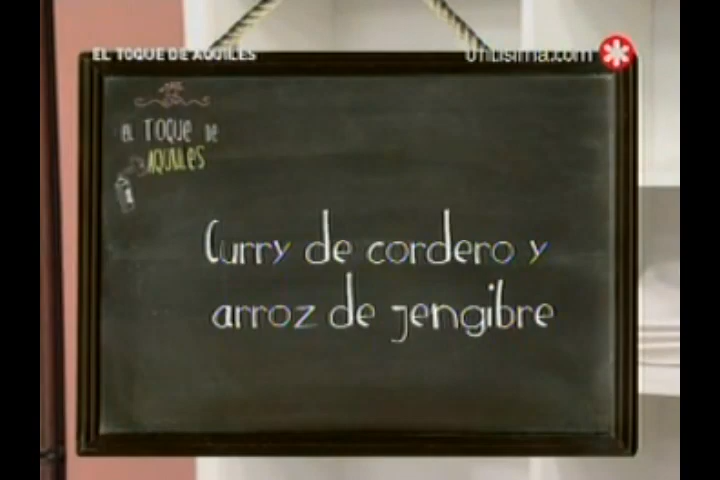 EL TOQUE DE AQUILES
Utilisima.com
EL TOQUE DE
AQUILES
Curry de cordero y
arroz de jengibre